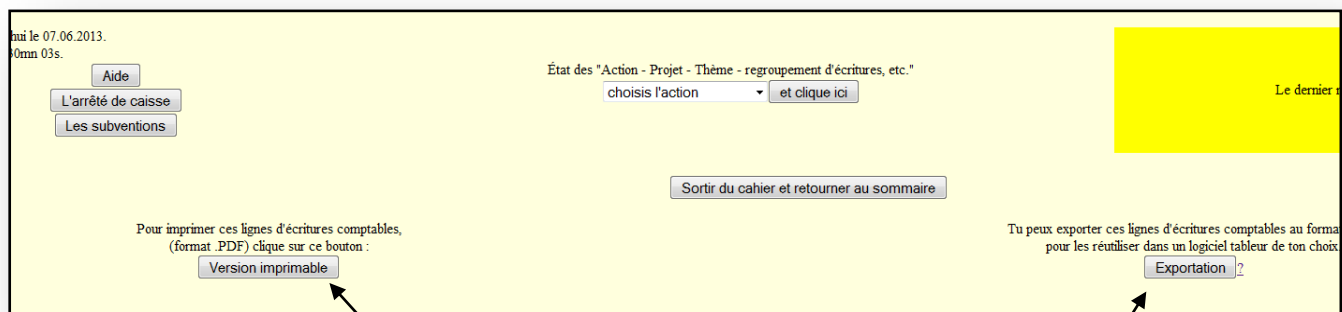 hui le 07.06.2013.
0mn 03s.
Aide
L'arrêté de caisse
Les subventions
État des "Action - Projet - Thème - regroupement d'écritures, etc."
choisis l'action et clique ici
Le dernier
Sortir du cahier et retourner au sommaire
Pour imprimer ces lignes d'écritures comptables,
(format .PDF) clique sur ce bouton :
Version imprimable
Tu peux exporter ces lignes d'écritures comptables au forma
pour les réutiliser dans un logiciel tableur de ton choix
Exportation ?